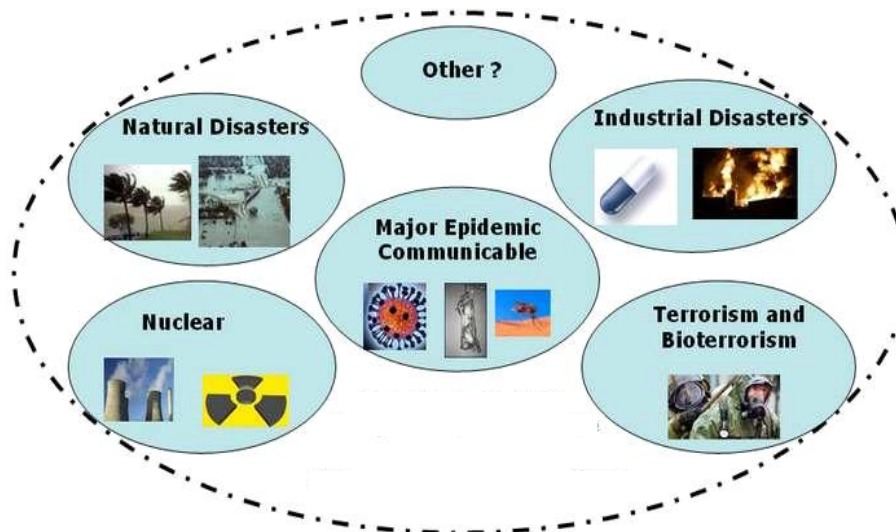 Other ?
Natural Disasters
Industrial Disasters
Major Epidemic
Communicable
Nuclear
Terrorism and
Bioterrorism